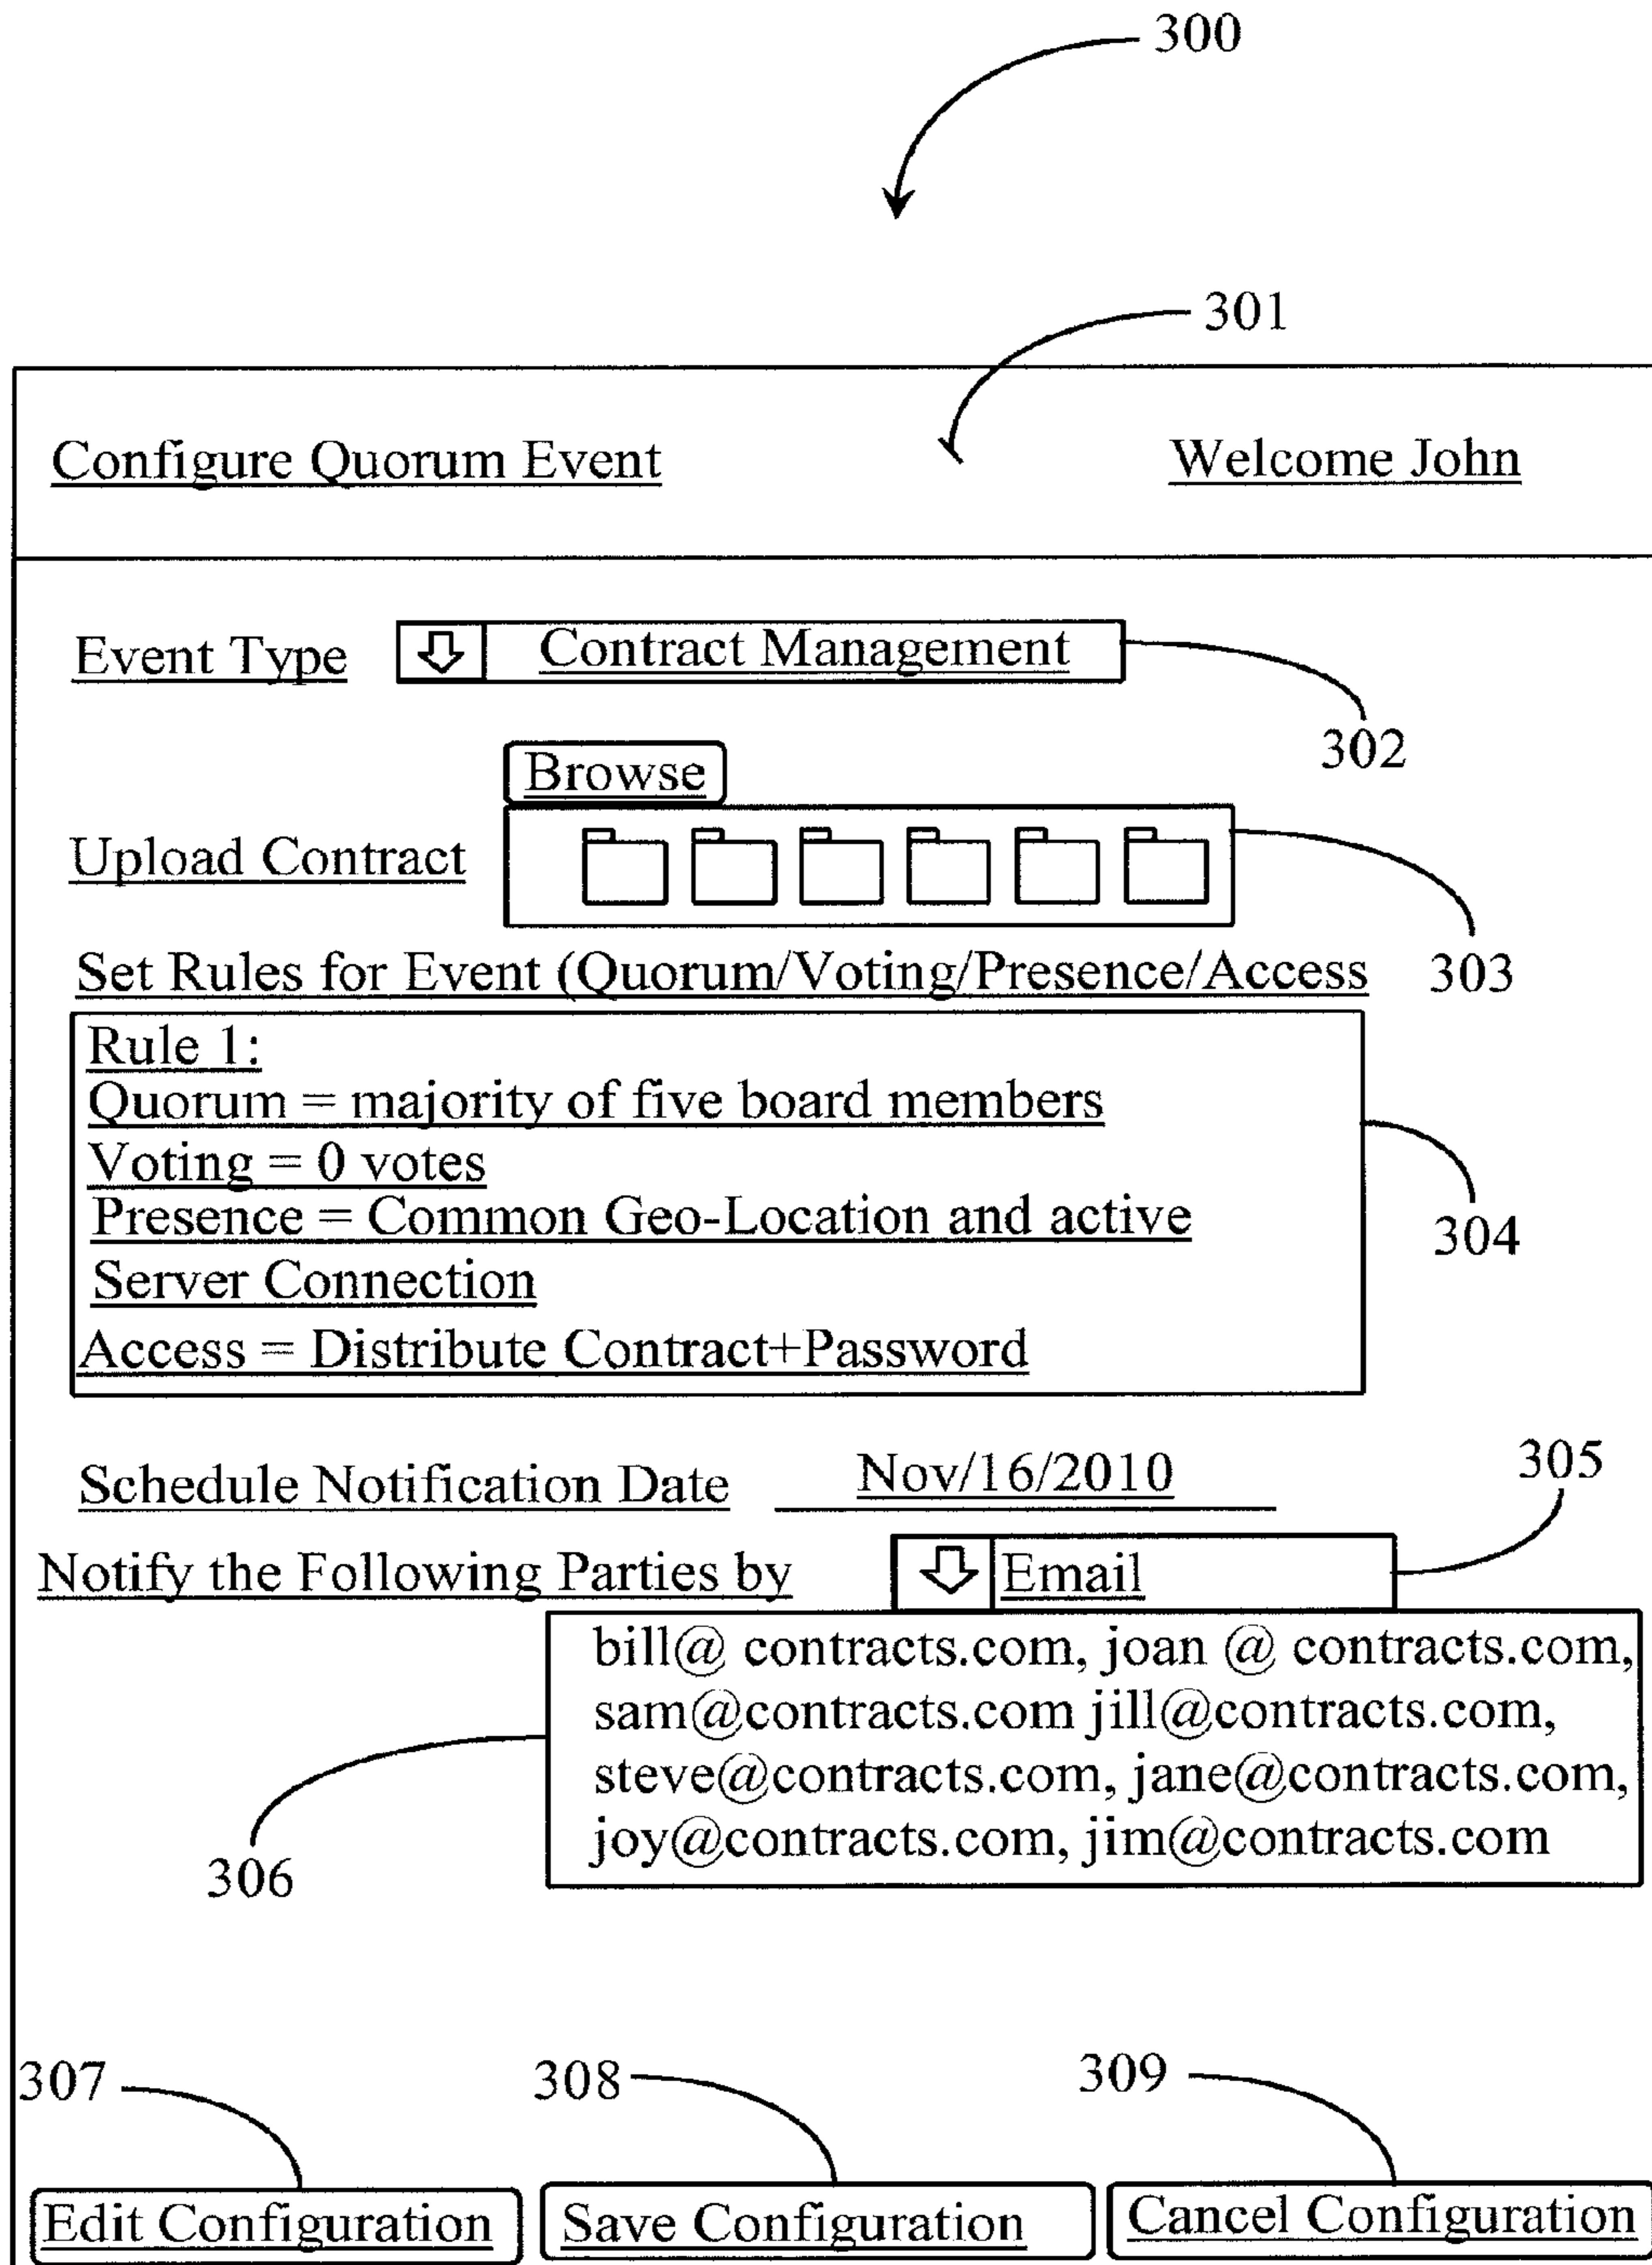 300
301
Configure Quorum Event Welcome John
Event Type Contract Management
302
Browse
Upload Contract
303
Set Rules for Event (Quorum/Voting/Presence/Access
Rule 1:
Quorum = majority of five board members
Voting = 0 votes
Presence = Common Geo-Location and active
Server Connection
Access = Distribute Contract+Password
304
Schedule Notification Date Nov/16/2010
305
Notify the Following Parties by Email
bill@ contracts.com, joan @ contracts.com,
sam@contracts.com jill@contracts.com,
steve@contracts.com, jane@contracts.com,
joy@contracts.com, jim@contracts.com
306
307 308 309
Edit Configuration Save Configuration Cancel Configuration